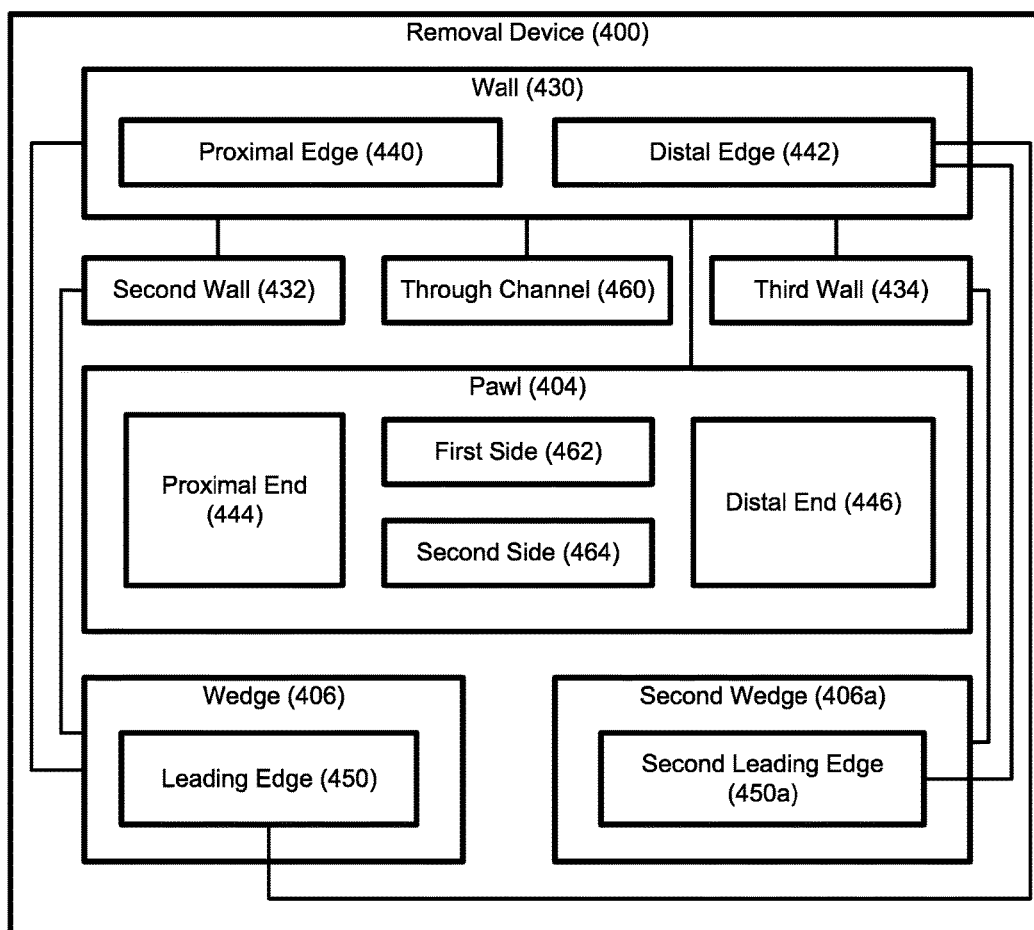 Removal Device (400)
Wall (430)
Proximal Edge (440)
Distal Edge (442)
Second Wall (432)
Through Channel (460)
Third Wall (434)
Pawl (404)
Proximal End
(444)
First Side (462)
Second Side (464)
Distal End (446)
Wedge (406)
Leading Edge (450)
Second Wedge (406a)
Second Leading Edge
(450a)